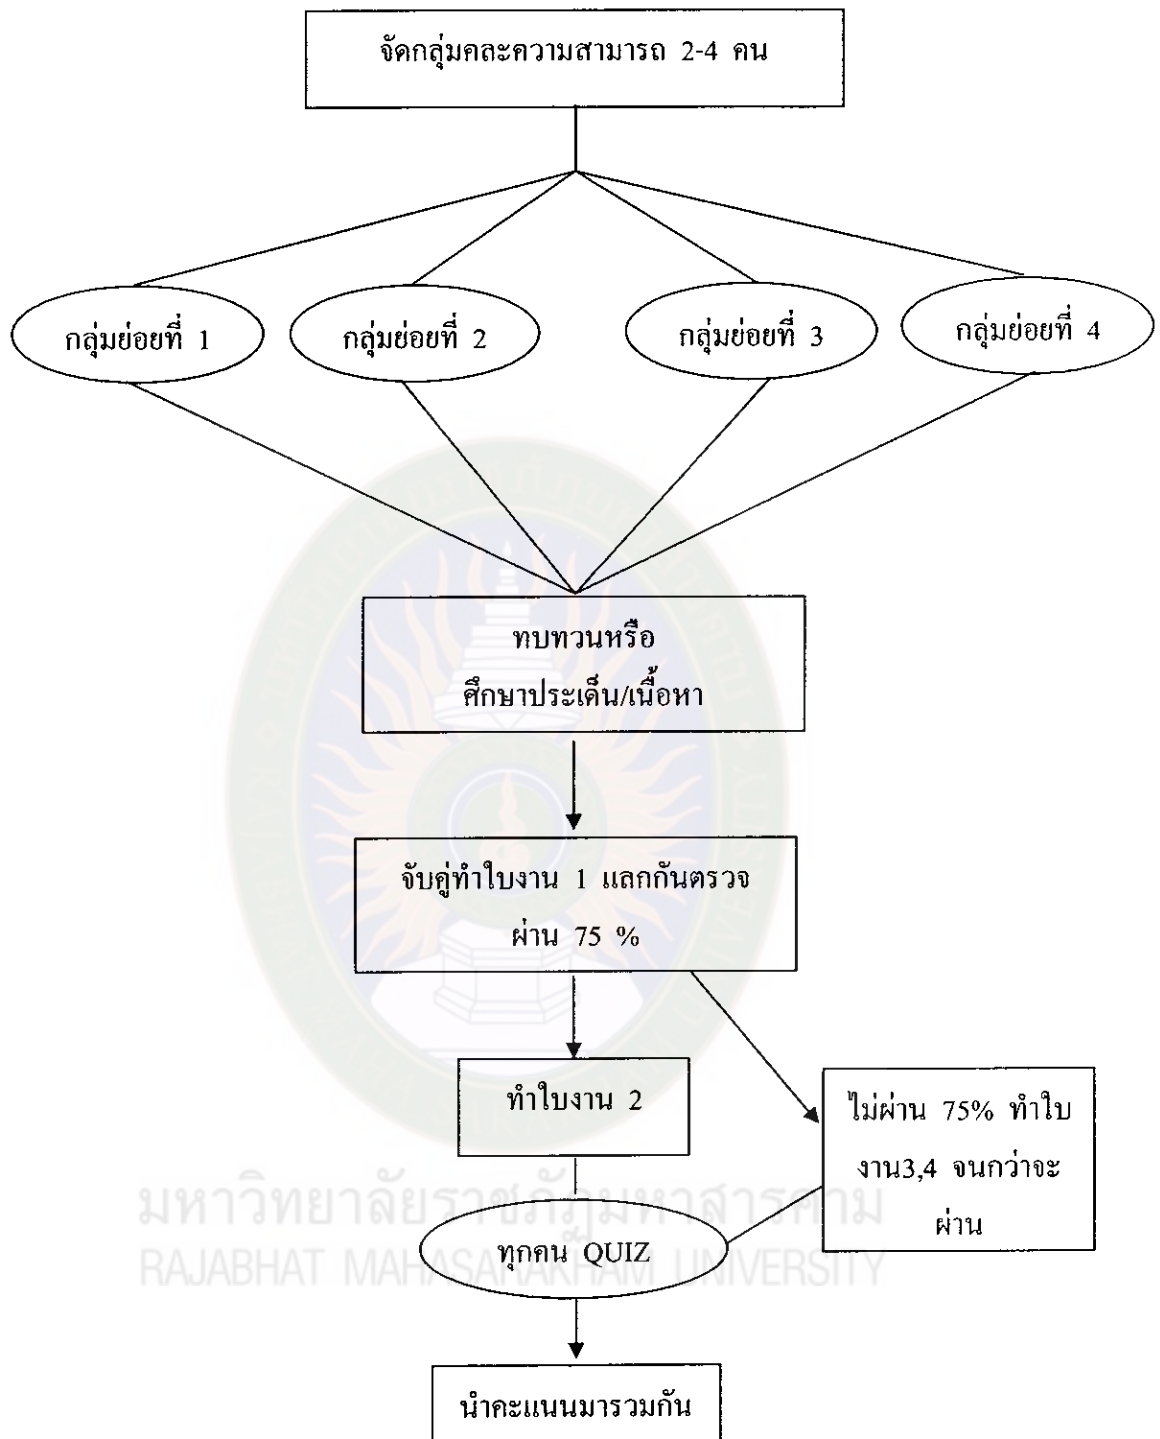 จัดกลุ่มคละความสามารถ 2-4 คน
กลุ่มย่อยที่ 1
กลุ่มย่อยที่ 2
กลุ่มย่อยที่ 3
กลุ่มย่อยที่ 4
ทบทวนหรือ
ศึกษาประเด็น/เนื้อหา
จับคู่ทำใบงาน 1 แลกกันตรวจ
ผ่าน 75 %
ทำใบงาน 2
ไม่ผ่าน 75% ทำใบ
งาน3,4 จนกว่าจะ
ผ่าน
มหาวิทยาลัยราชภัฏมหาสารคาม
ทุกคน QUIZ
RAJABHAT MAHASARAKHAM UNIVERSITY
นำคะแนนมารวมกัน